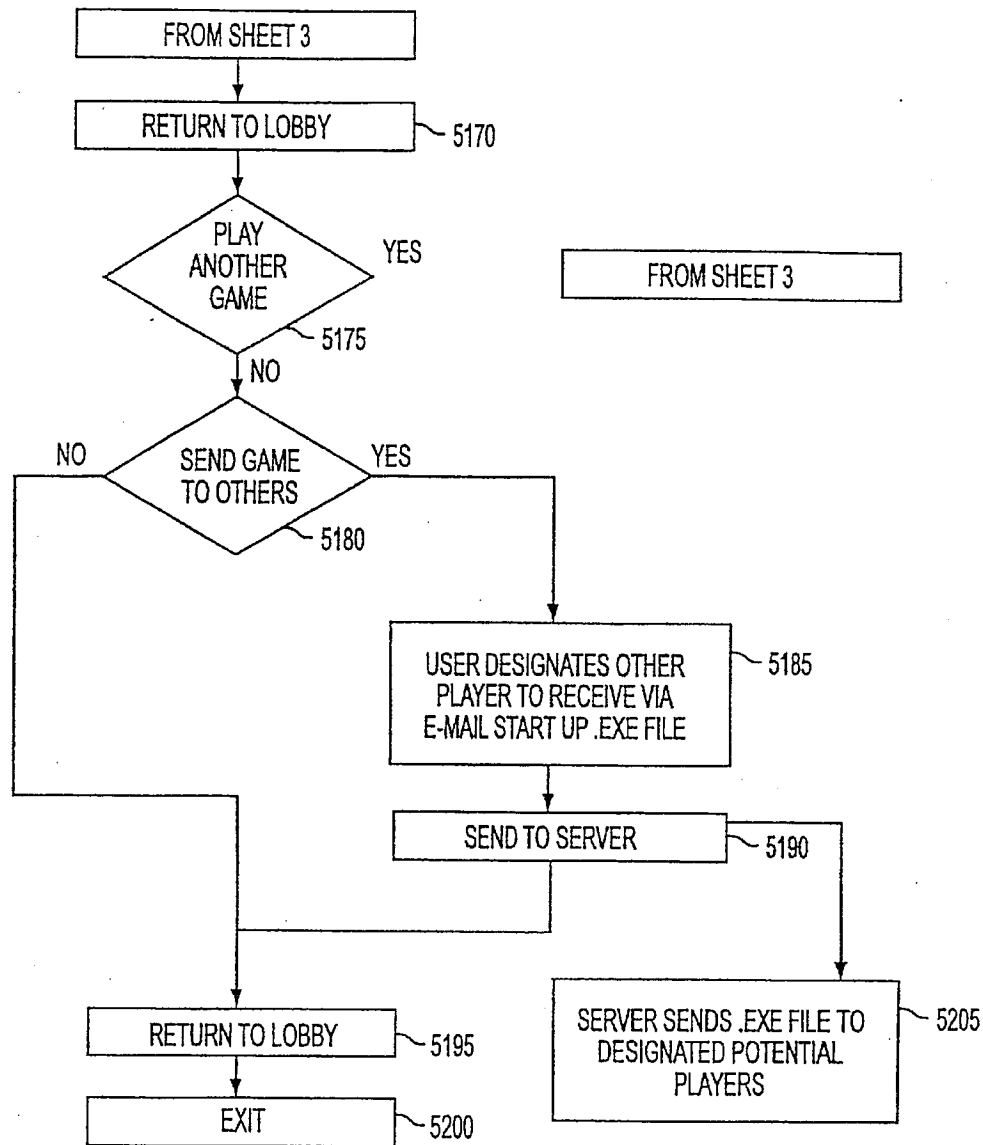 FROM SHEET 3
RETURN TO LOBBY
5170
PLAY
ANOTHER
GAME
YES
5175
FROM SHEET 3
NO
NO
SEND GAME
TO OTHERS
YES
5180
USER DESIGNATES OTHER
PLAYER TO RECEIVE VIA
E-MAIL START UP .EXE FILE
5185
SEND TO SERVER
5190
RETURN TO LOBBY
5195
SERVER SENDS .EXE FILE TO
DESIGNATED POTENTIAL
PLAYERS
5205
EXIT
5200